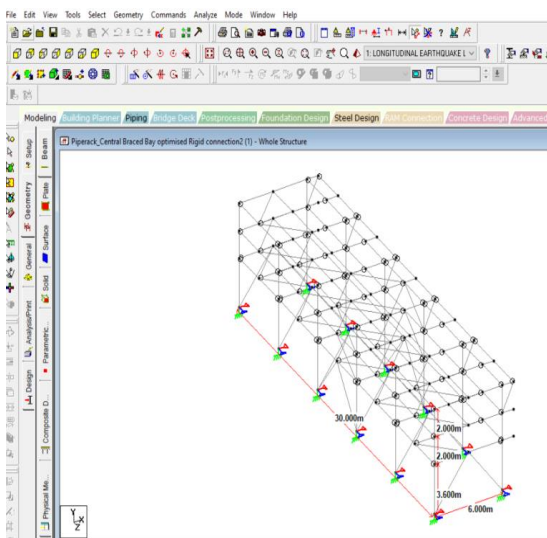 File Edit View Tools Select Geometry Commands Analyze Mode Window Help
1: LONGITUDINAL EARTHQUAKE L
Modeling Building Planner Piping Bridge Deck Postprocessing Foundation Design Steel Design RAM Connection Concrete Design Advanced
Piperack_Central Braced Bay optimised Rigid connection2 (1) - Whole Structure
Setup
Geometry
General
Analysis/Print
Design
Beam
Plate
Surface
Solid
Parametric...
Composite D...
Physical Me...
30.000m
2.000m
2.000m
3.600m
6.000m
Y
X
Z